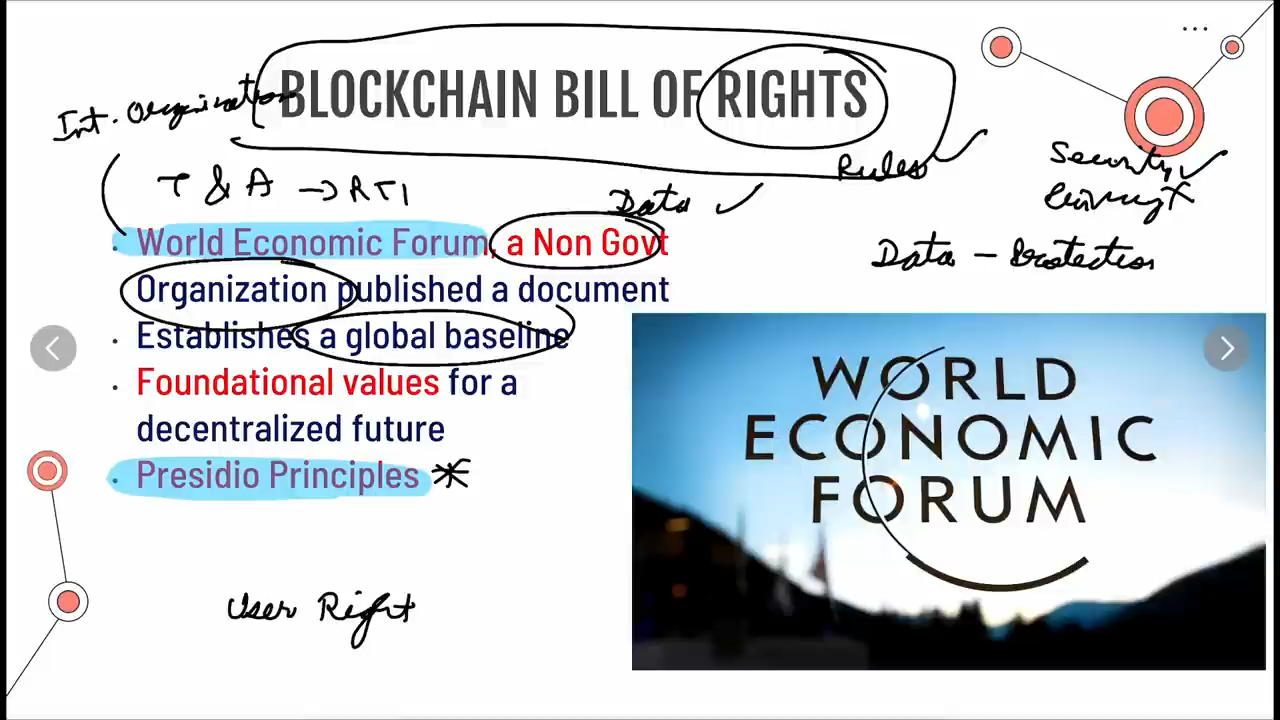 BLOCKCHAIN BILL OF RIGHTS
Int. Organization
Rules
Security
T & A → RTI
Data
Data - Protection
World Economic Forum, a Non Govt
Organization published a document
Establishes a global baseline
Foundational values for a
decentralized future
Presidio Principles *
WORLD
ECONOMIC
FORUM
User Right